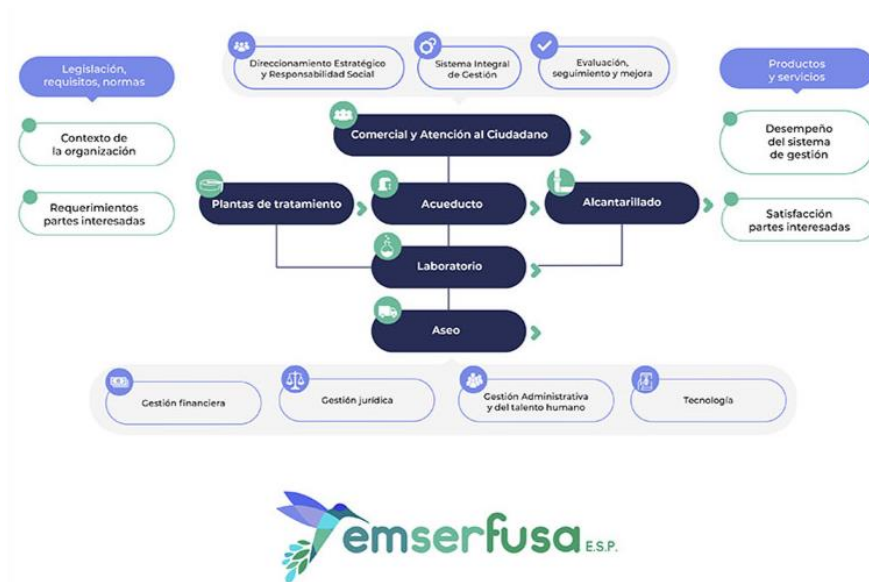 Legislación,
requisitos, normas
Contexto de
la organización
Requerimientos
partes interesadas
Direccionamiento Estratégico
y Responsabilidad Social
Sistema Integral
de Gestión
Evaluación,
seguimiento y mejora
Comercial y Atención al Ciudadano
Plantas de tratamiento
Acueducto
Alcantarillado
Laboratorio
Aseo
Productos
y servicios
Desempeño
del sistema
de gestión
Satisfacción
partes interesadas
Gestión financiera
Gestión jurídica
Gestión Administrativa
y del talento humano
Tecnología
emserfusa E.S.P.